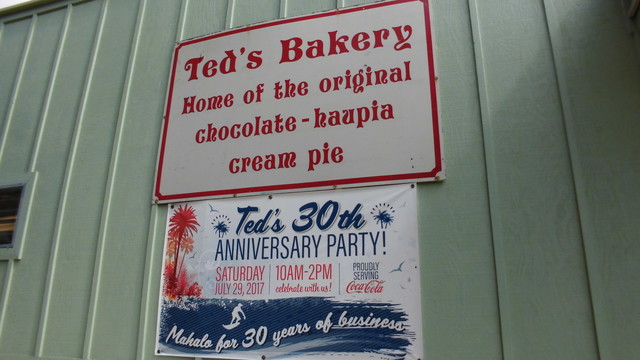 Ted's Bakery
Home of the original
chocolate-haupia
cream pie
Ted's 30th
ANNIVERSARY PARTY!
SATURDAY
JULY 29, 2017
10AM-2PM
celebrate with us!
PROUDLY
SERVING
Coca-Cola
Mahalo for 30 years of business